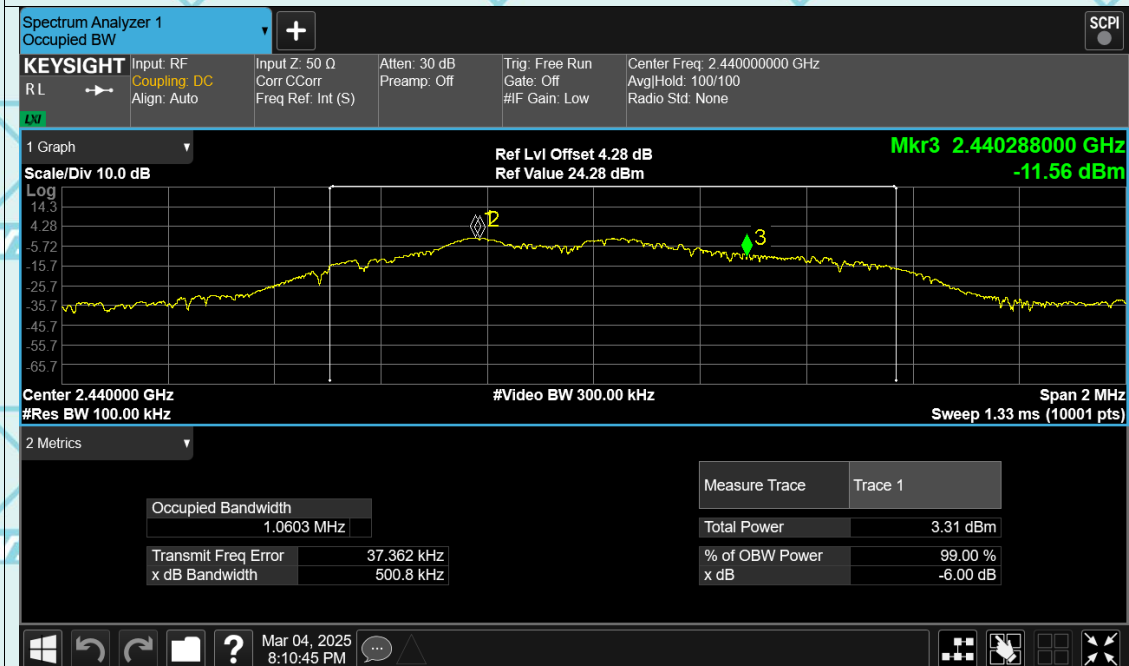 Spectrum Analyzer 1
Occupied BW
+
SCPI
KEYSIGHT
RL
LXI
Input: RF
Coupling: DC
Align: Auto
Input Z: 50 Ω
Corr CCorr
Freq Ref: Int (S)
Atten: 30 dB
Preamp: Off
Trig: Free Run
Gate: Off
#IF Gain: Low
Center Freq: 2.440000000 GHz
Avg|Hold: 100/100
Radio Std: None
1 Graph
Scale/Div 10.0 dB
Ref Lvl Offset 4.28 dB
Ref Value 24.28 dBm
Mkr3 2.440288000 GHz
-11.56 dBm
Log
14.3
4.28
-5.72
-15.7
-25.7
-35.7
-45.7
-55.7
-65.7
2
3
Center 2.440000 GHz
#Video BW 300.00 kHz
Span 2 MHz
#Res BW 100.00 kHz
Sweep 1.33 ms (10001 pts)
2 Metrics
Measure Trace Trace 1
Occupied Bandwidth
1.0603 MHz
Total Power 3.31 dBm
Transmit Freq Error 37.362 kHz
% of OBW Power 99.00 %
x dB Bandwidth 500.8 kHz
x dB -6.00 dB
?
Mar 04, 2025
8:10:45 PM